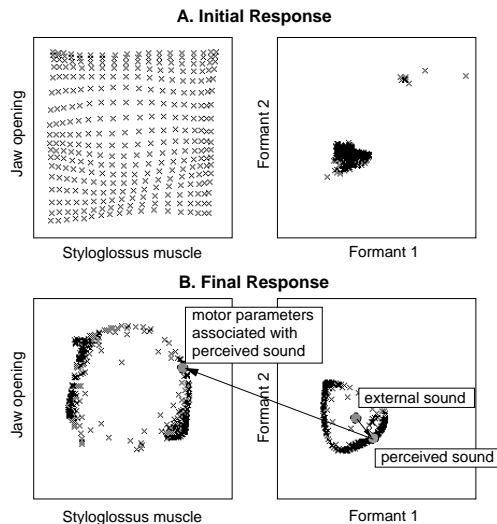 A. Initial Response
Jaw opening
Styloglossus muscle
Formant 2
Formant 1
B. Final Response
Jaw opening
motor parameters
associated with
perceived sound
Styloglossus muscle
Formant 2
external sound
perceived sound
Formant 1